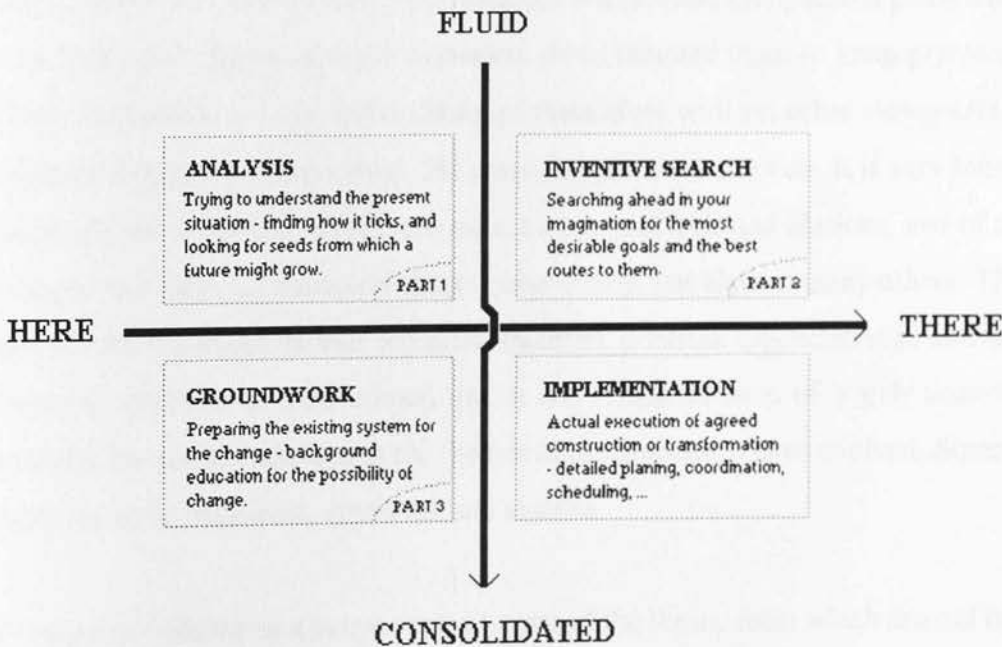 FLUID
ANALYSIS
Trying to understand the present
situation - finding how it ticks, and
looking for seeds from which a
future might grow.
PART 1
INVENTIVE SEARCH
Searching ahead in your
imagination for the most
desirable goals and the best
routes to them
PART 2
HERE
THERE
GROUNDWORK
Preparing the existing system for
the change - background
education for the possibility of
change.
PART 3
IMPLEMENTATION
Actual execution of agreed
construction or transformation
- detailed planing, coordination,
scheduling, ...
CONSOLIDATED